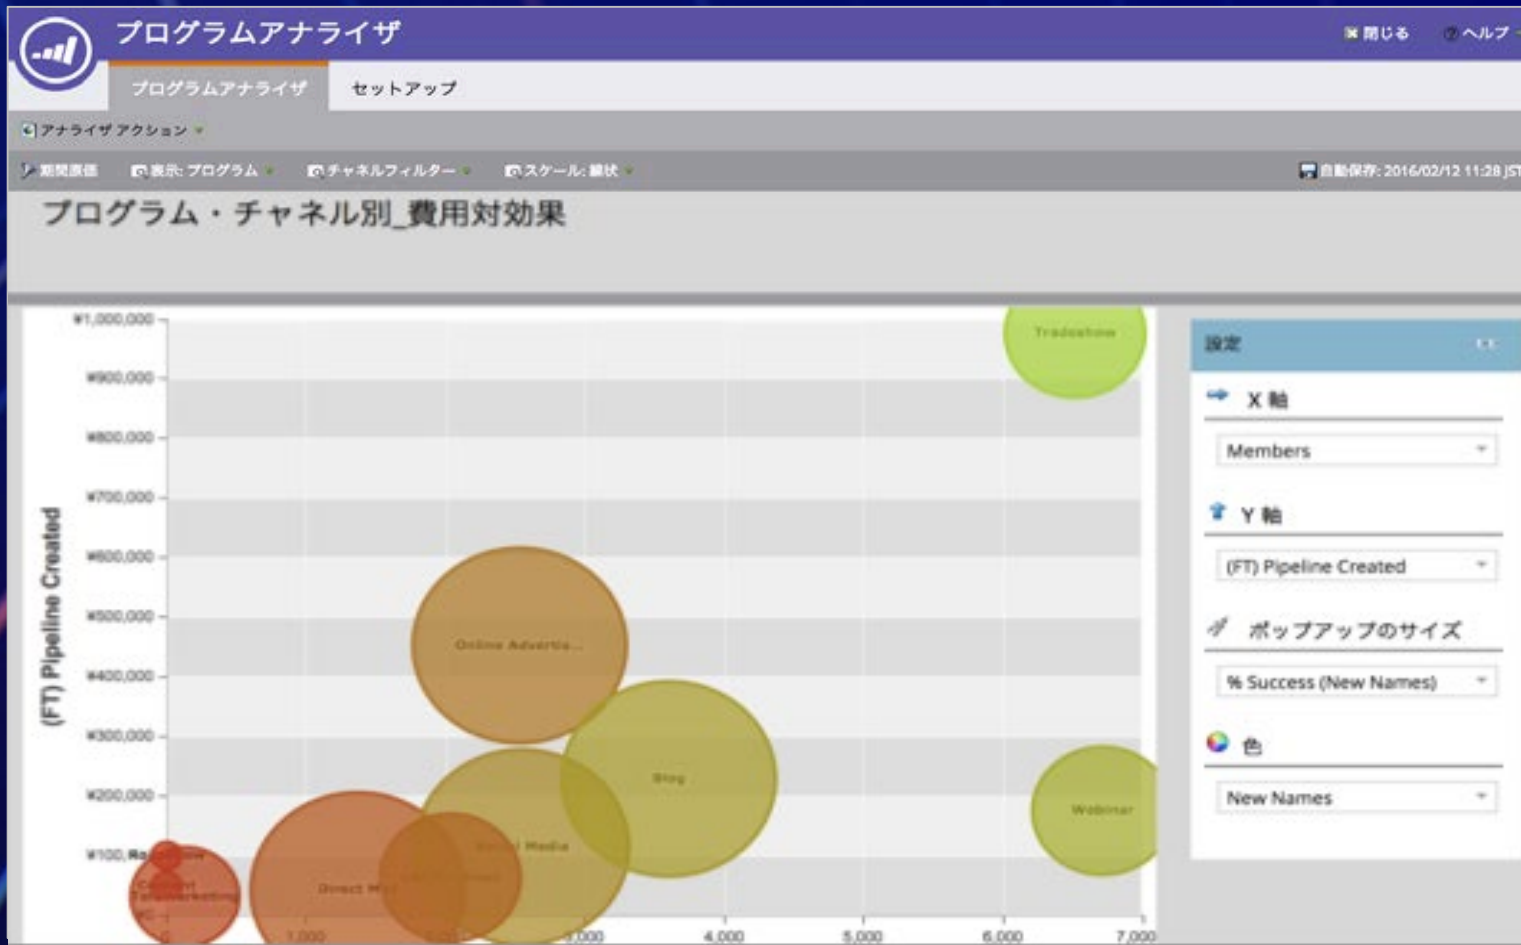 プログラムアナライザ
閉じる
ヘルプ
プログラムアナライザ
セットアップ
アナライザ アクション
期間原価
表示: プログラム
チャネルフィルター
スケール: 線状
自動保存: 2016/02/12 11:28 JST
プログラム・チャネル別_費用対効果
(FT) Pipeline Created
¥1,000,000
¥900,000
¥800,000
¥700,000
¥600,000
¥500,000
¥400,000
¥300,000
¥200,000
¥100,
Tradeshow
Online Advertis...
Blog
Webinar
Media
Direct
Telemarketing
0
1,000
3,000
4,000
5,000
6,000
7,000
設定
X 軸
Members
Y 軸
(FT) Pipeline Created
ポップアップのサイズ
% Success (New Names)
色
New Names